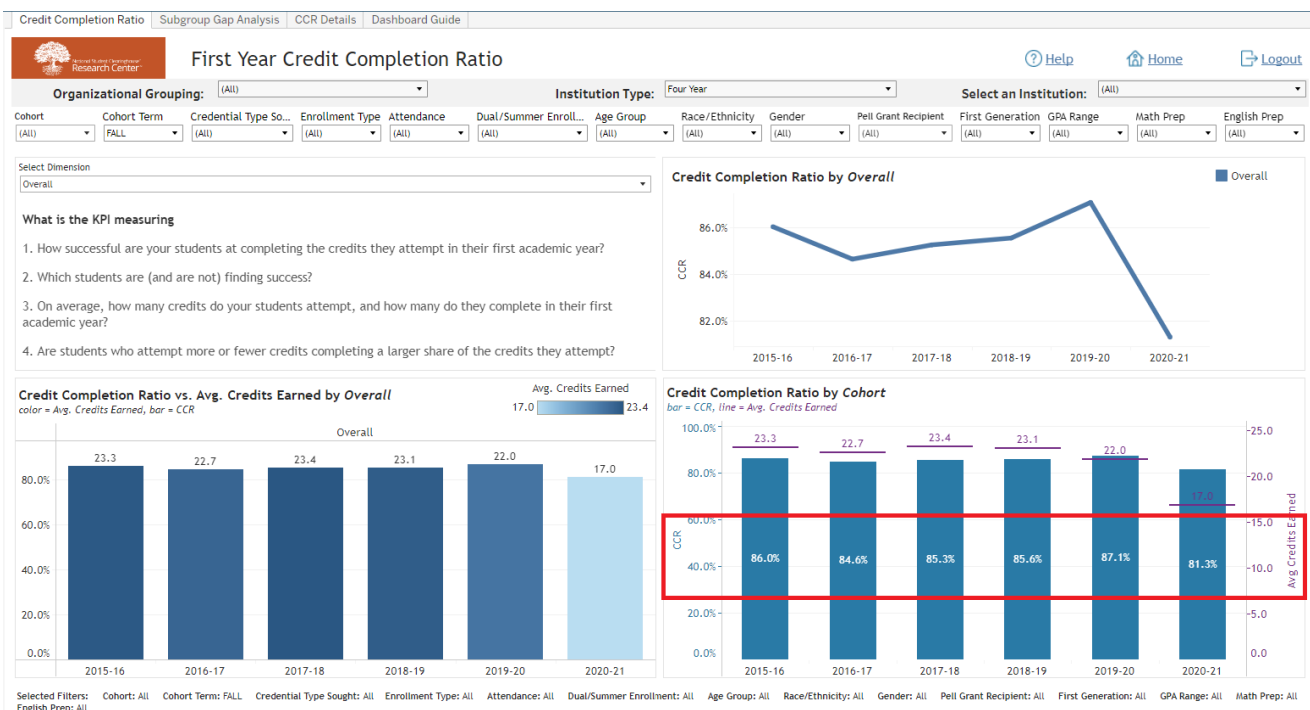 Credit Completion Ratio Subgroup Gap Analysis CCR Details Dashboard Guide
National Student Clearinghouse
Research Center
First Year Credit Completion Ratio
? Help Home Logout
Organizational Grouping: (All) Institution Type: Four Year Select an Institution: (All)
Cohort Cohort Term Credential Type So... Enrollment Type Attendance Dual/Summer Enroll... Age Group Race/Ethnicity Gender Pell Grant Recipient First Generation GPA Range Math Prep English Prep
(All) FALL (All) (All) (All) (All) (All) (All) (All) (All) (All) (All) (All) (All)
Select Dimension
Overall
What is the KPI measuring
1. How successful are your students at completing the credits they attempt in their first academic year?
2. Which students are (and are not) finding success?
3. On average, how many credits do your students attempt, and how many do they complete in their first
academic year?
4. Are students who attempt more or fewer credits completing a larger share of the credits they attempt?
Credit Completion Ratio by Overall
Overall
86.0%
84.0%
82.0%
CCR
2015-16 2016-17 2017-18 2018-19 2019-20 2020-21
Credit Completion Ratio vs. Avg. Credits Earned by Overall
color = Avg. Credits Earned, bar = CCR
Avg. Credits Earned
17.0 23.4
Overall
23.3 22.7 23.4 23.1 22.0 17.0
80.0%
60.0%
40.0%
20.0%
0.0%
2015-16 2016-17 2017-18 2018-19 2019-20 2020-21
Credit Completion Ratio by Cohort
bar = CCR, line = Avg. Credits Earned
100.0%
80.0%
60.0%
40.0%
20.0%
0.0%
CCR
23.3 22.7 23.4 23.1 22.0 17.0
86.0% 84.6% 85.3% 85.6% 87.1% 81.3%
25.0
20.0
15.0
10.0
5.0
0.0
Avg Credits Earned
2015-16 2016-17 2017-18 2018-19 2019-20 2020-21
Selected Filters: Cohort: All Cohort Term: FALL Credential Type Sought: All Enrollment Type: All Attendance: All Dual/Summer Enrollment: All Age Group: All Race/Ethnicity: All Gender: All Pell Grant Recipient: All First Generation: All GPA Range: All Math Prep: All
English Prep: All